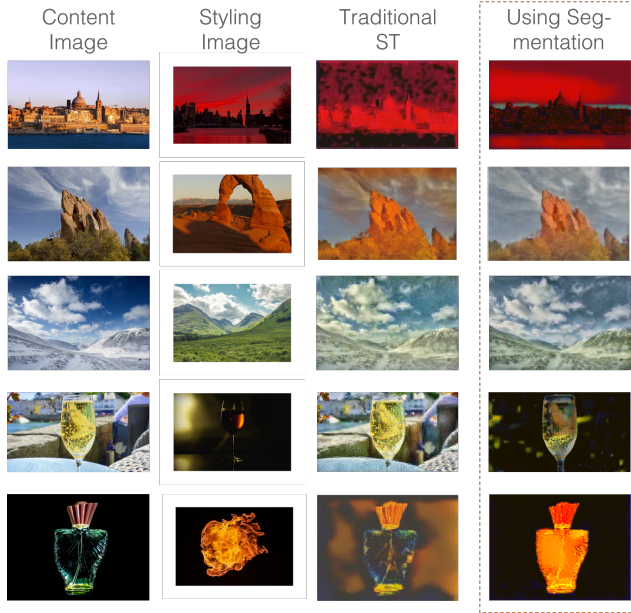 Content
Image
Styling
Image
Traditional
ST
Using Seg-
mentation